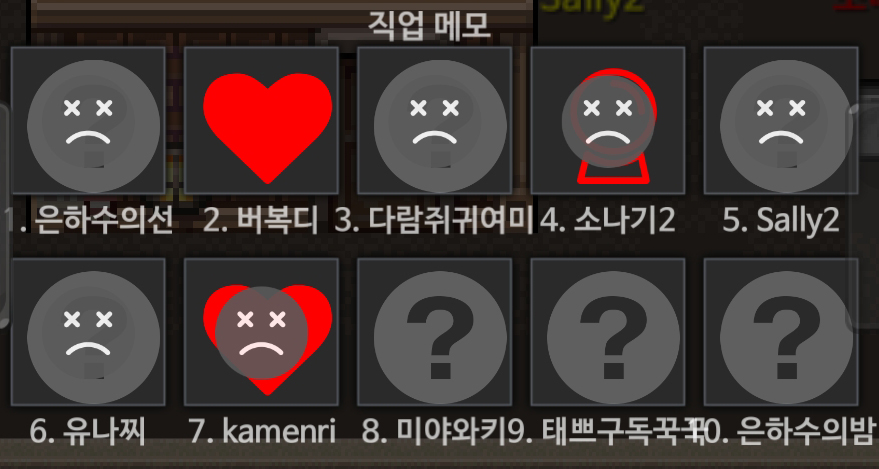 Sally2
직업 메모
1. 은하수의선
2. 버복디
3. 다람쥐귀여미
4. 소나기2
5. Sally2
6. 유나찌
7. kamenri
8. 미야와키
9. 태쁘구독꾹꾹
10. 은하수의밤